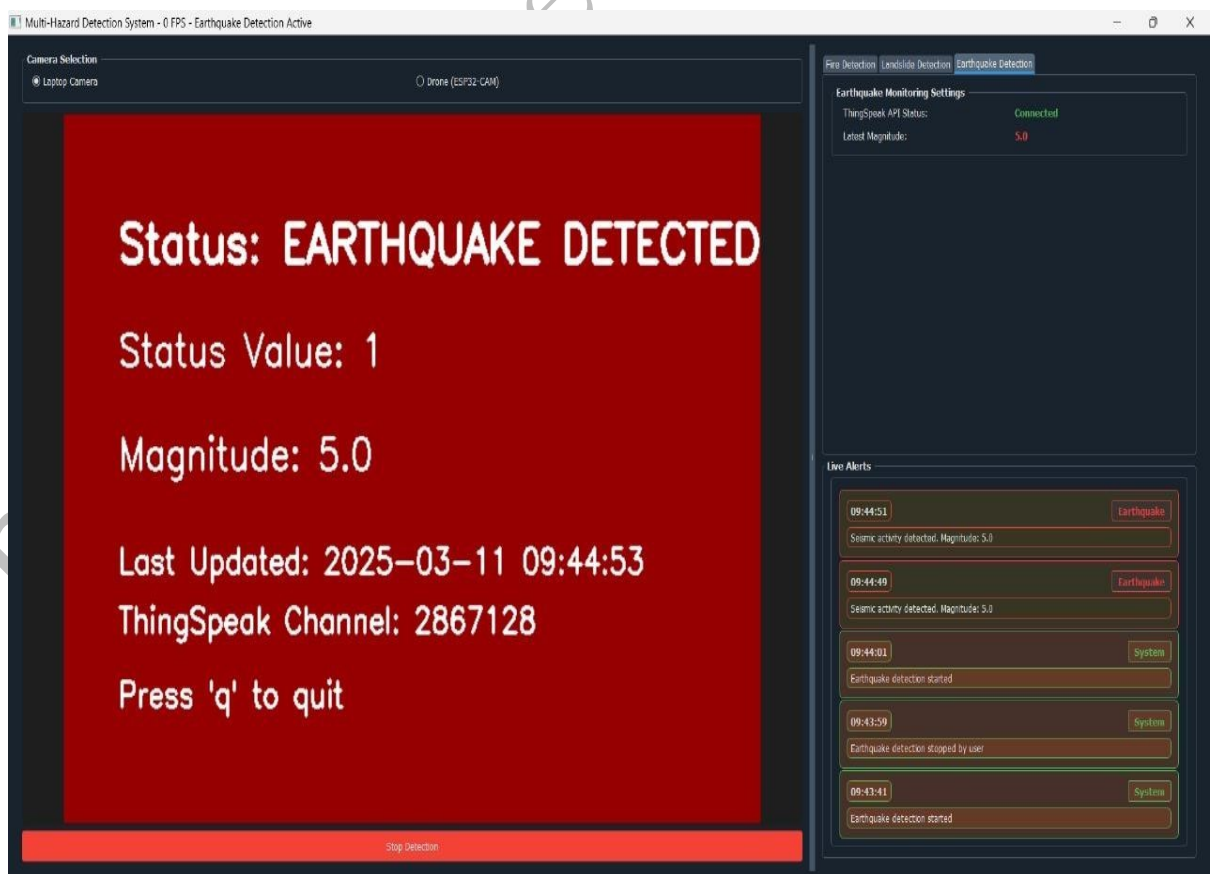 Multi-Hazard Detection System - 0 FPS - Earthquake Detection Active
Camera Selection
Laptop Camera
Drone (ESP32-CAM)
Status: EARTHQUAKE DETECTED
Status Value: 1
Magnitude: 5.0
Last Updated: 2025-03-11 09:44:53
ThingSpeak Channel: 2867128
Press 'q' to quit
Stop Detection
Fire Detection
Landslide Detection
Earthquake Detection
Earthquake Monitoring Settings
ThingSpeak API Status: Connected
Latest Magnitude: 5.0
Live Alerts
09:44:51 Earthquake
Seismic activity detected. Magnitude: 5.0
09:44:49 Earthquake
Seismic activity detected. Magnitude: 5.0
09:44:01 System
Earthquake detection started
09:43:59 System
Earthquake detection stopped by user
09:43:41 System
Earthquake detection started